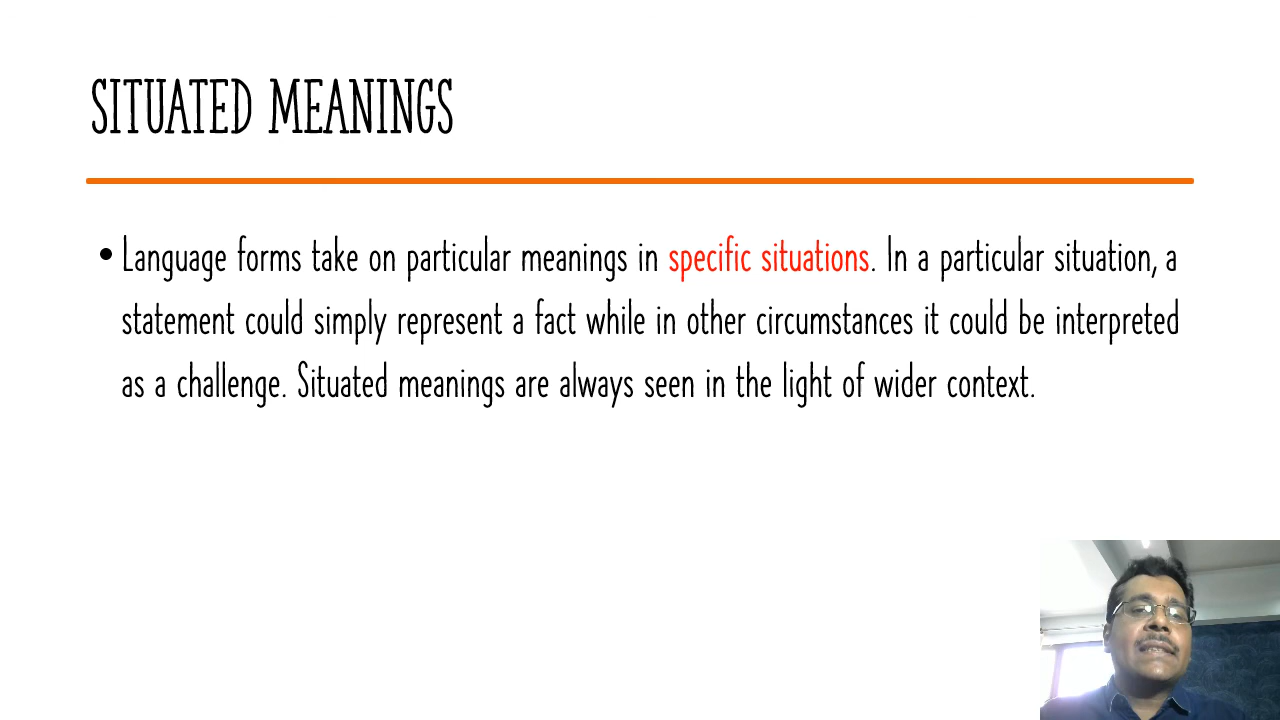 SITUATED MEANINGS
• Language forms take on particular meanings in specific situations. In a particular situation, a
statement could simply represent a fact while in other circumstances it could be interpreted
as a challenge. Situated meanings are always seen in the light of wider context.